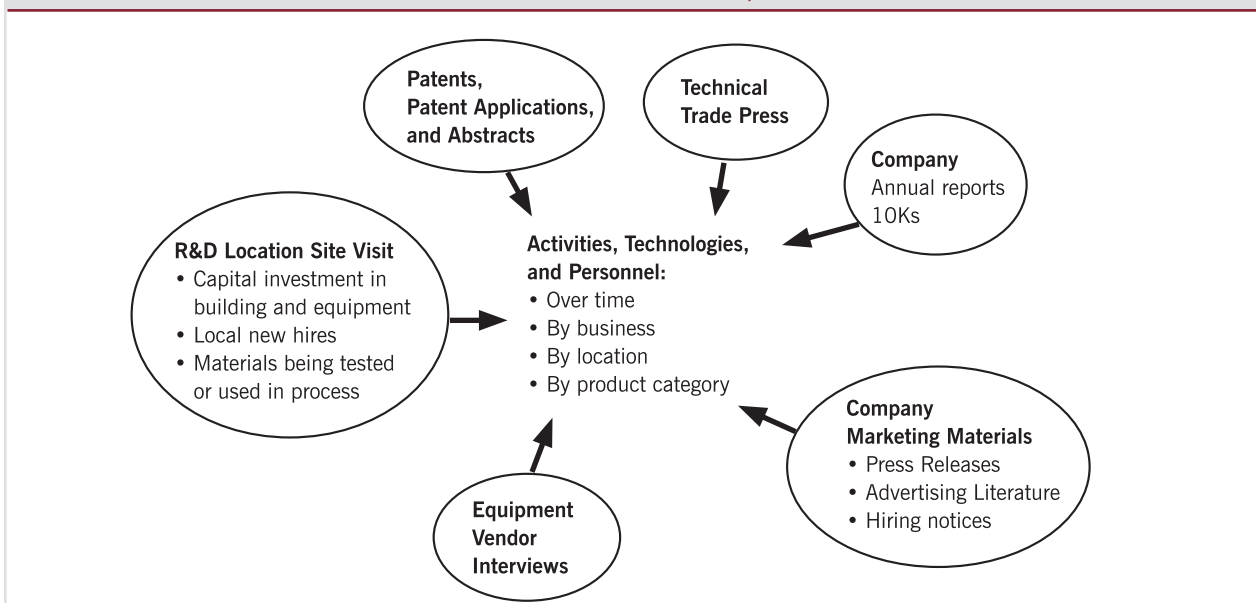 Patents,
Patent Applications,
and Abstracts
Technical
Trade Press
Company
Annual reports
10Ks
R&D Location Site Visit
• Capital investment in
building and equipment
• Local new hires
• Materials being tested
or used in process
Activities, Technologies,
and Personnel:
• Over time
• By business
• By location
• By product category
Company
Marketing Materials
• Press Releases
• Advertising Literature
• Hiring notices
Equipment
Vendor
Interviews